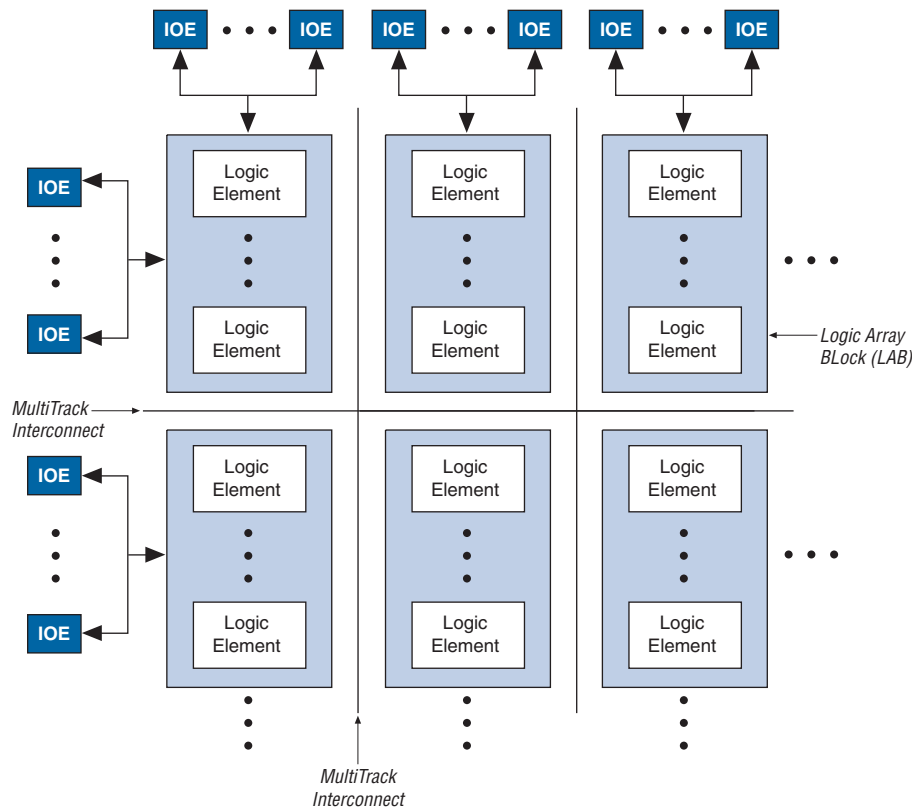 IOE IOE IOE IOE IOE IOE
Logic Element
Logic Element
Logic Element
IOE
IOE
Logic Element
Logic Element
Logic Element
Logic Array
BLock (LAB)
MultiTrack
Interconnect
IOE
Logic Element
Logic Element
Logic Element
IOE
Logic Element
Logic Element
Logic Element
MultiTrack
Interconnect